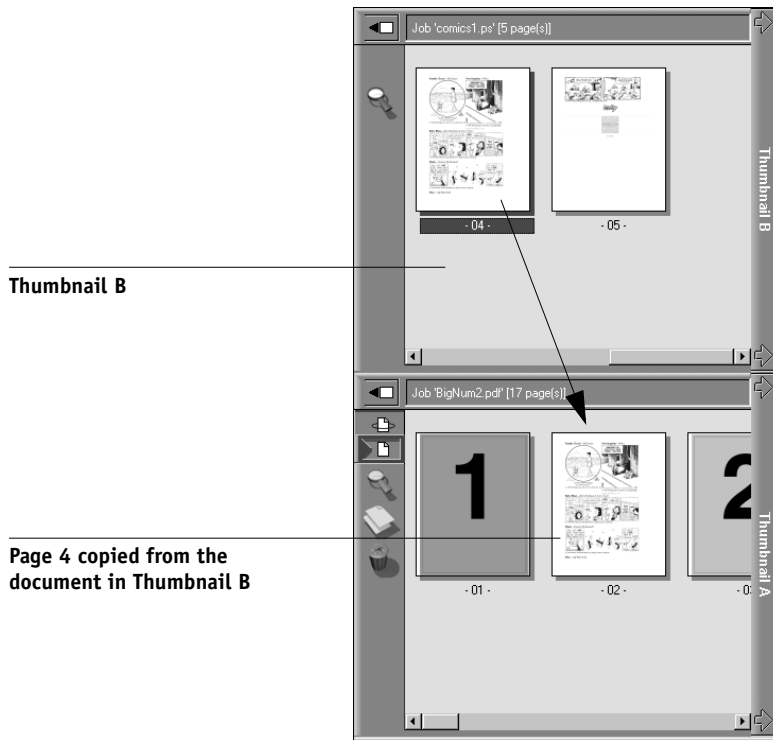 Job 'comics1.ps' [5 page(s)]
Thumbnail B
- 04 -
- 05 -
Thumbnail B
Job 'BigNum2.pdf' [17 page(s)]
1
2
Thumbnail A
Page 4 copied from the
document in Thumbnail B
- 01 -
- 02 -